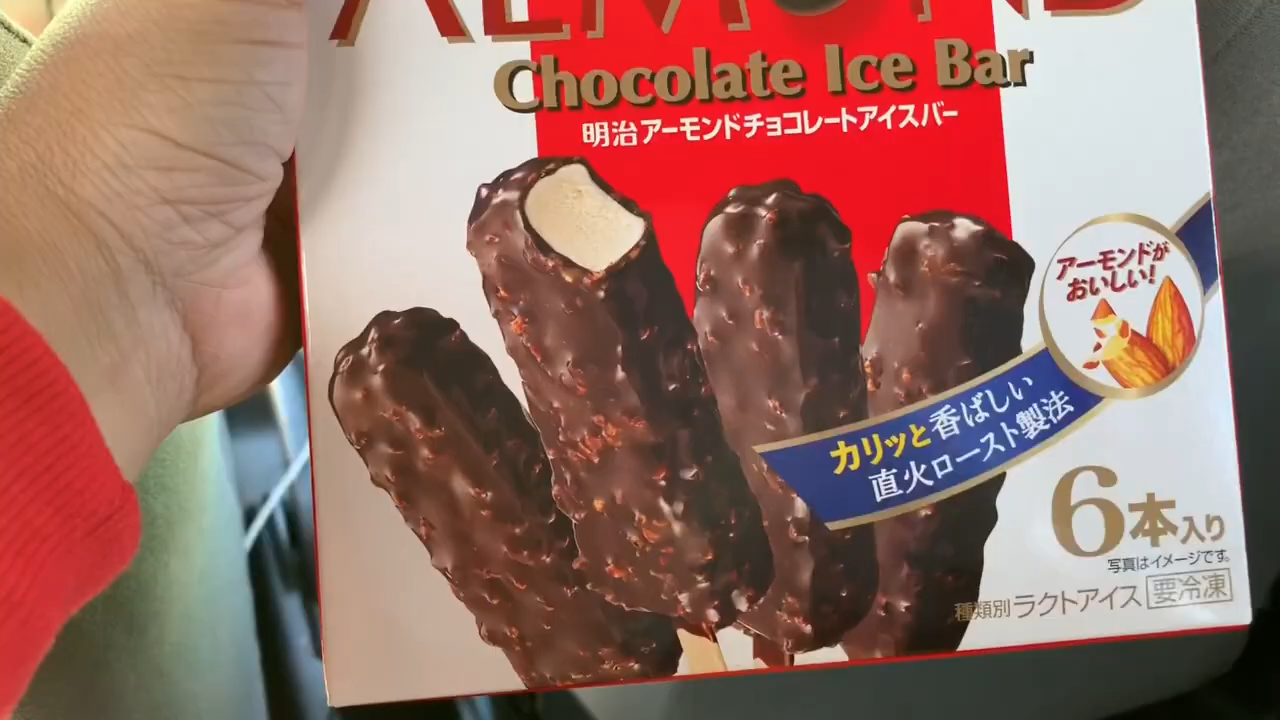 ALMOND
Chocolate Ice Bar
明治アーモンドチョコレートアイスバー
アーモンドが
おいしい!
カリッと香ばしい
直火ロースト製法
6本入り
写真はイメージです。
種類別ラクトアイス 要冷凍